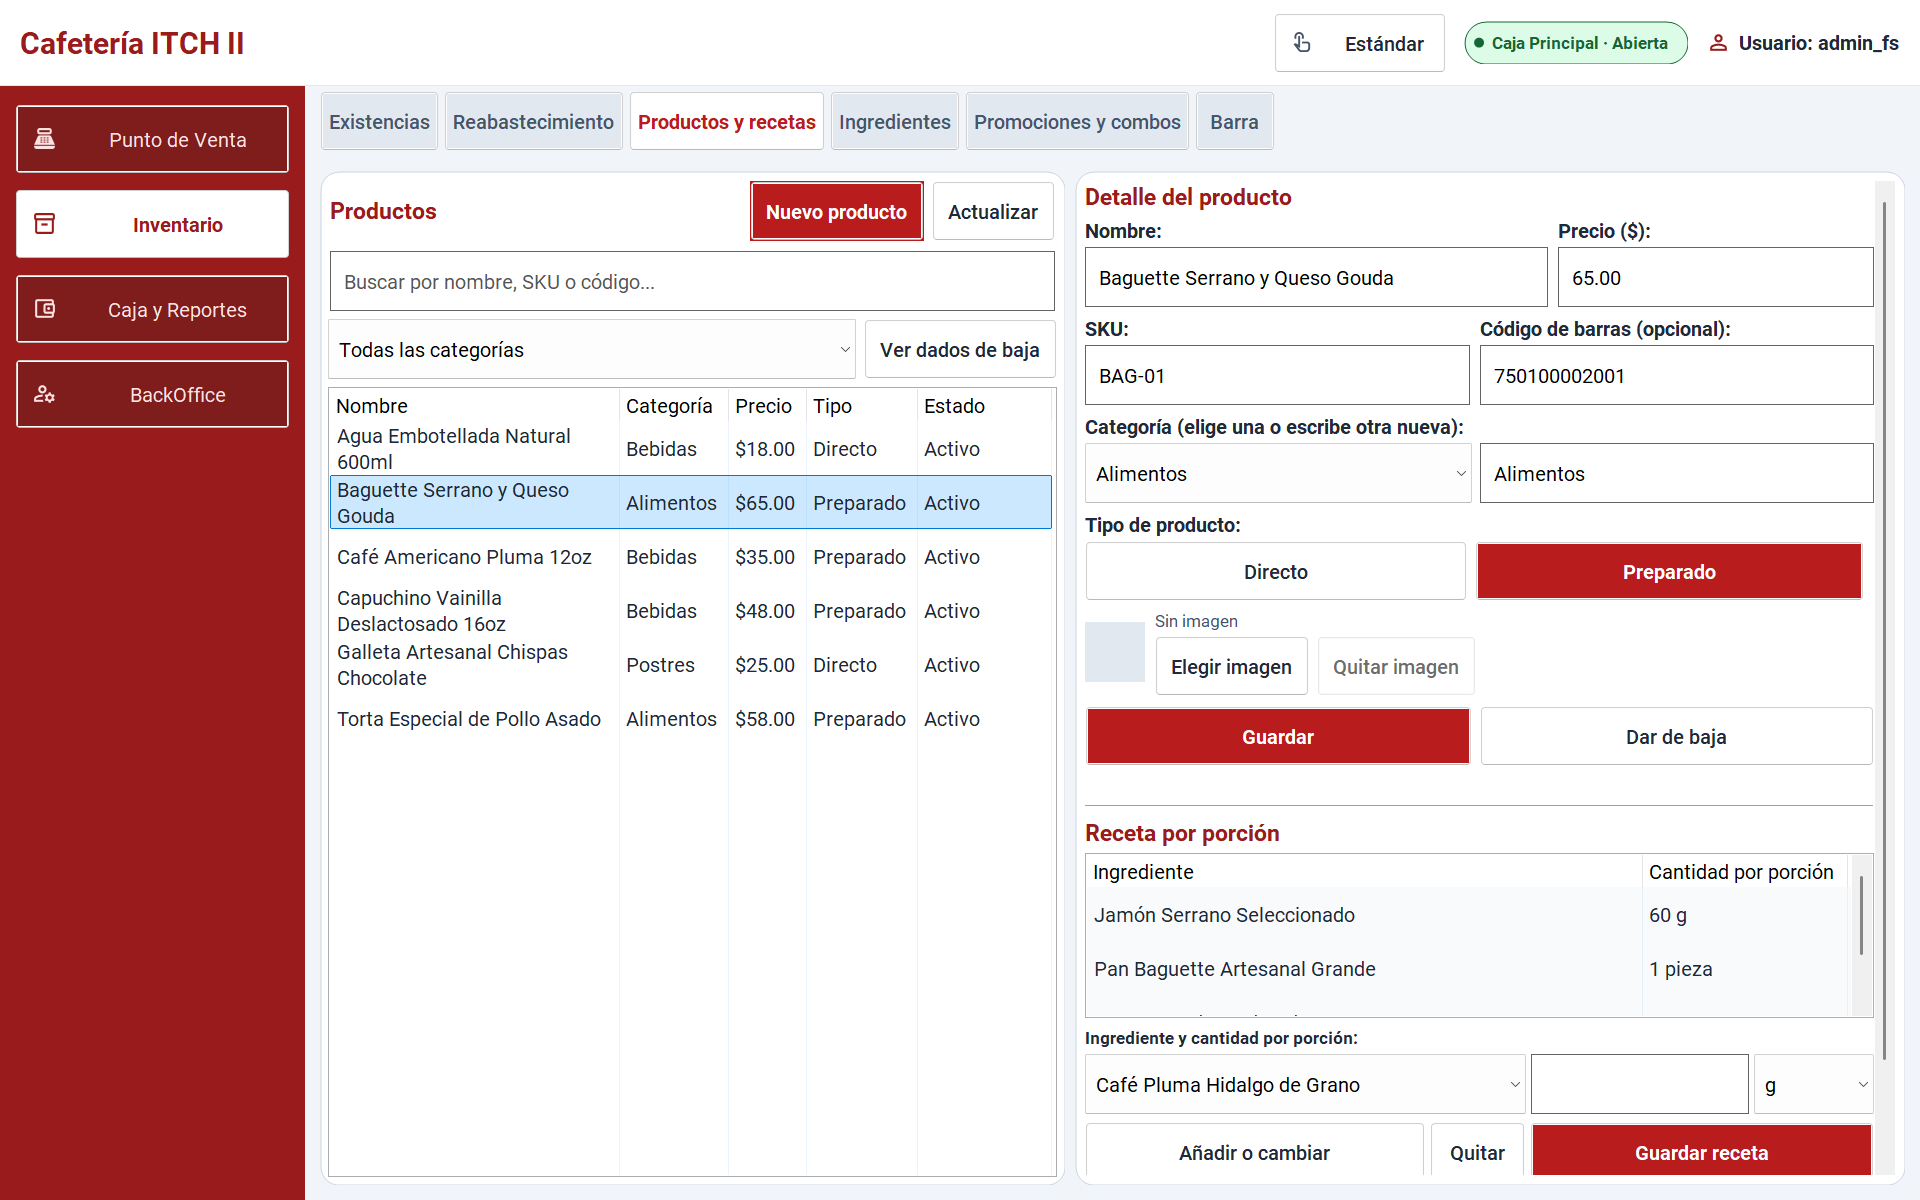 Cafetería ITCH II
Estándar
Caja Principal · Abierta
Usuario: admin_fs
Punto de Venta
Inventario
Caja y Reportes
BackOffice
Existencias
Reabastecimiento
Productos y recetas
Ingredientes
Promociones y combos
Barra
Productos
Nuevo producto
Actualizar
Buscar por nombre, SKU o código...
Todas las categorías
Ver dados de baja
Nombre Categoría Precio Tipo Estado
Agua Embotellada Natural 600ml Bebidas $18.00 Directo Activo
Baguette Serrano y Queso Gouda Alimentos $65.00 Preparado Activo
Café Americano Pluma 12oz Bebidas $35.00 Preparado Activo
Capuchino Vainilla Deslactosado 16oz Bebidas $48.00 Preparado Activo
Galleta Artesanal Chispas Chocolate Postres $25.00 Directo Activo
Torta Especial de Pollo Asado Alimentos $58.00 Preparado Activo
Detalle del producto
Nombre: Precio ($):
Baguette Serrano y Queso Gouda 65.00
SKU: Código de barras (opcional):
BAG-01 750100002001
Categoría (elige una o escribe otra nueva):
Alimentos Alimentos
Tipo de producto:
Directo Preparado
Sin imagen
Elegir imagen Quitar imagen
Guardar Dar de baja
Receta por porción
Ingrediente Cantidad por porción
Jamón Serrano Seleccionado 60 g
Pan Baguette Artesanal Grande 1 pieza
Ingrediente y cantidad por porción:
Café Pluma Hidalgo de Grano g
Añadir o cambiar Quitar Guardar receta